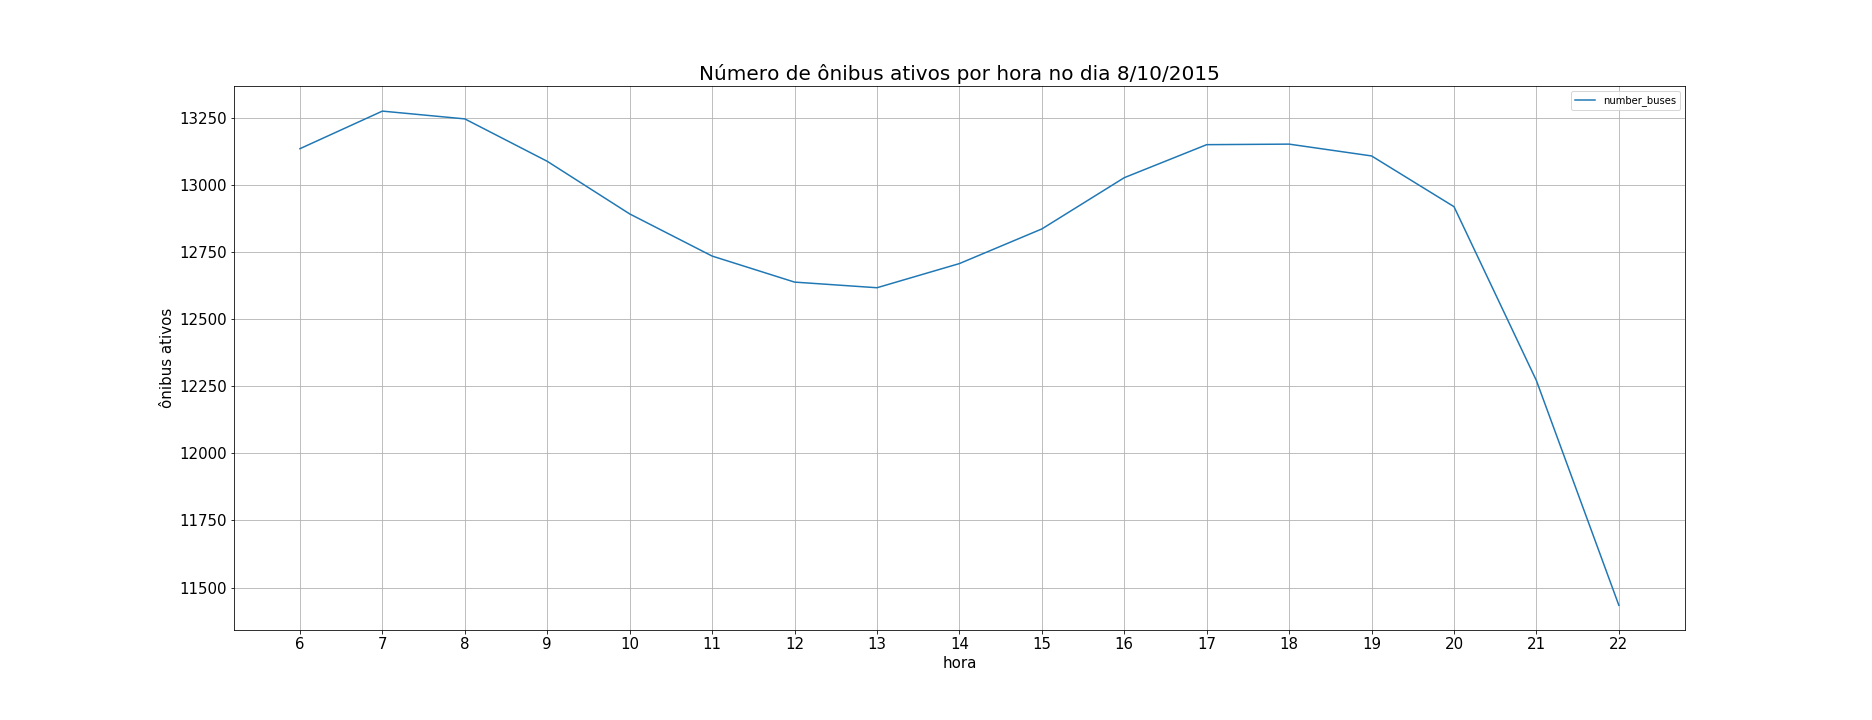 Número de ônibus ativos por hora no dia 8/10/2015
number_buses
13250
13000
12750
12500
12250
12000
11750
11500
ônibus ativos
6 7 8 9 10 11 12 13 14 15 16 17 18 19 20 21 22
hora